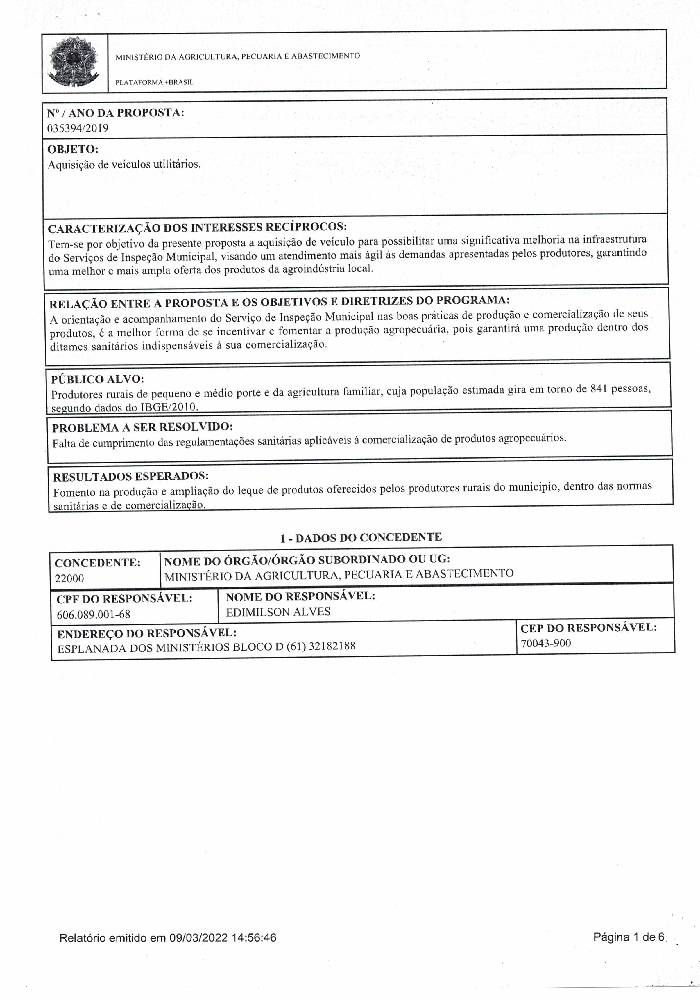 MINISTÉRIO DA AGRICULTURA, PECUARIA E ABASTECIMENTO
PLATAFORMA +BRASIL
Nº / ANO DA PROPOSTA:
035394/2019
OBJETO:
Aquisição de veículos utilitários.
CARACTERIZAÇÃO DOS INTERESSES RECÍPROCOS:
Tem-se por objetivo da presente proposta a aquisição de veículo para possibilitar uma significativa melhoria na infraestrutura
do Serviços de Inspeção Municipal, visando um atendimento mais ágil às demandas apresentadas pelos produtores, garantindo
uma melhor e mais ampla oferta dos produtos da agroindústria local.
RELAÇÃO ENTRE A PROPOSTA E OS OBJETIVOS E DIRETRIZES DO PROGRAMA:
A orientação e acompanhamento do Serviço de Inspeção Municipal nas boas práticas de produção e comercialização de seus
produtos, é a melhor forma de se incentivar e fomentar a produção agropecuária, pois garantirá uma produção dentro dos
ditames sanitários indispensáveis à sua comercialização.
PÚBLICO ALVO:
Produtores rurais de pequeno e médio porte e da agricultura familiar, cuja população estimada gira em torno de 841 pessoas,
segundo dados do IBGE/2010.
PROBLEMA A SER RESOLVIDO:
Falta de cumprimento das regulamentações sanitárias aplicáveis á comercialização de produtos agropecuários.
RESULTADOS ESPERADOS:
Fomento na produção e ampliação do leque de produtos oferecidos pelos produtores rurais do município, dentro das normas
sanitárias e de comercialização.
1 - DADOS DO CONCEDENTE
CONCEDENTE: NOME DO ÓRGÃO/ÓRGÃO SUBORDINADO OU UG:
22000 MINISTÉRIO DA AGRICULTURA, PECUARIA E ABASTECIMENTO
CPF DO RESPONSÁVEL: NOME DO RESPONSÁVEL:
606.089.001-68 EDIMILSON ALVES
ENDEREÇO DO RESPONSÁVEL: CEP DO RESPONSÁVEL:
ESPLANADA DOS MINISTÉRIOS BLOCO D (61) 32182188 70043-900
Relatório emitido em 09/03/2022 14:56:46 Página 1 de 6